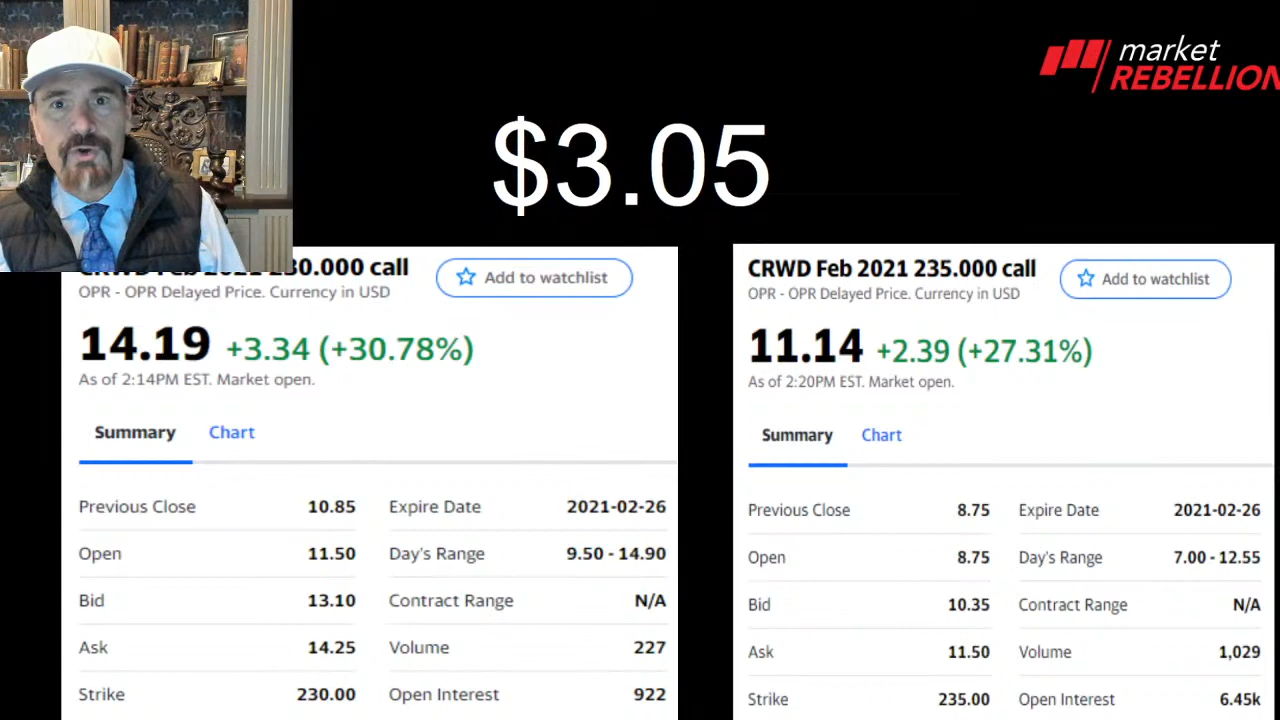 market
REBELLION
$3.05
230.000 call
Add to watchlist
OPR - OPR Delayed Price. Currency in USD
14.19 +3.34 (+30.78%)
As of 2:14PM EST. Market open.
Summary Chart
Previous Close 10.85 Expire Date 2021-02-26
Open 11.50 Day's Range 9.50 - 14.90
Bid 13.10 Contract Range N/A
Ask 14.25 Volume 227
Strike 230.00 Open Interest 922
CRWD Feb 2021 235.000 call
Add to watchlist
OPR - OPR Delayed Price. Currency in USD
11.14 +2.39 (+27.31%)
As of 2:20PM EST. Market open.
Summary Chart
Previous Close 8.75 Expire Date 2021-02-26
Open 8.75 Day's Range 7.00 - 12.55
Bid 10.35 Contract Range N/A
Ask 11.50 Volume 1,029
Strike 235.00 Open Interest 6.45k